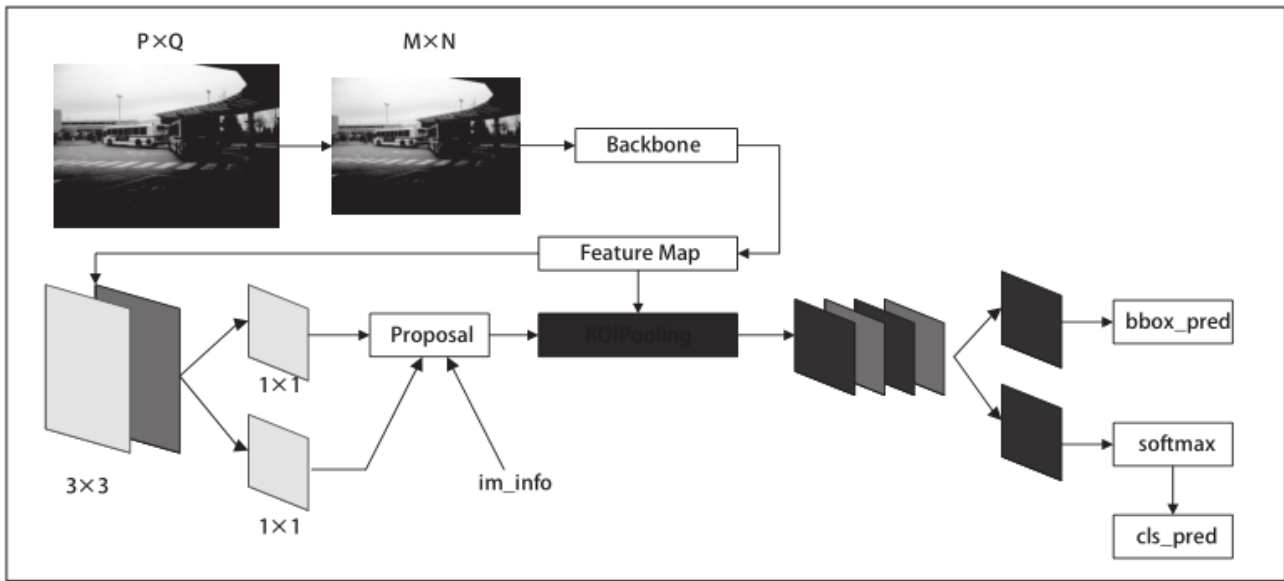 P×Q
M×N
Backbone
Feature Map
Proposal
ROIPooling
bbox_pred
1×1
softmax
3×3
im_info
1×1
cls_pred